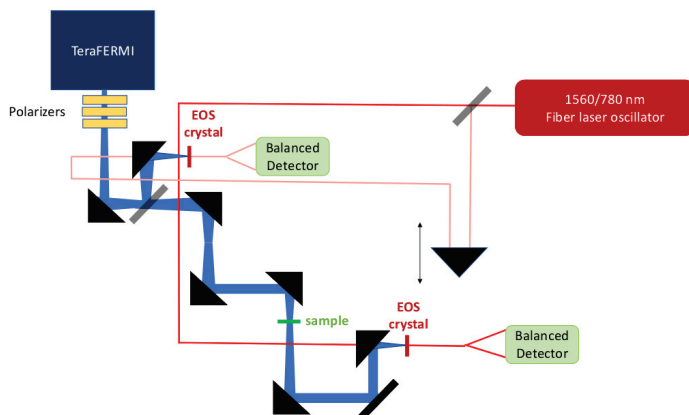 TeraFERMI
Polarizers
EOS
crystal
Balanced
Detector
1560/780 nm
Fiber laser oscillator
sample
EOS
crystal
Balanced
Detector